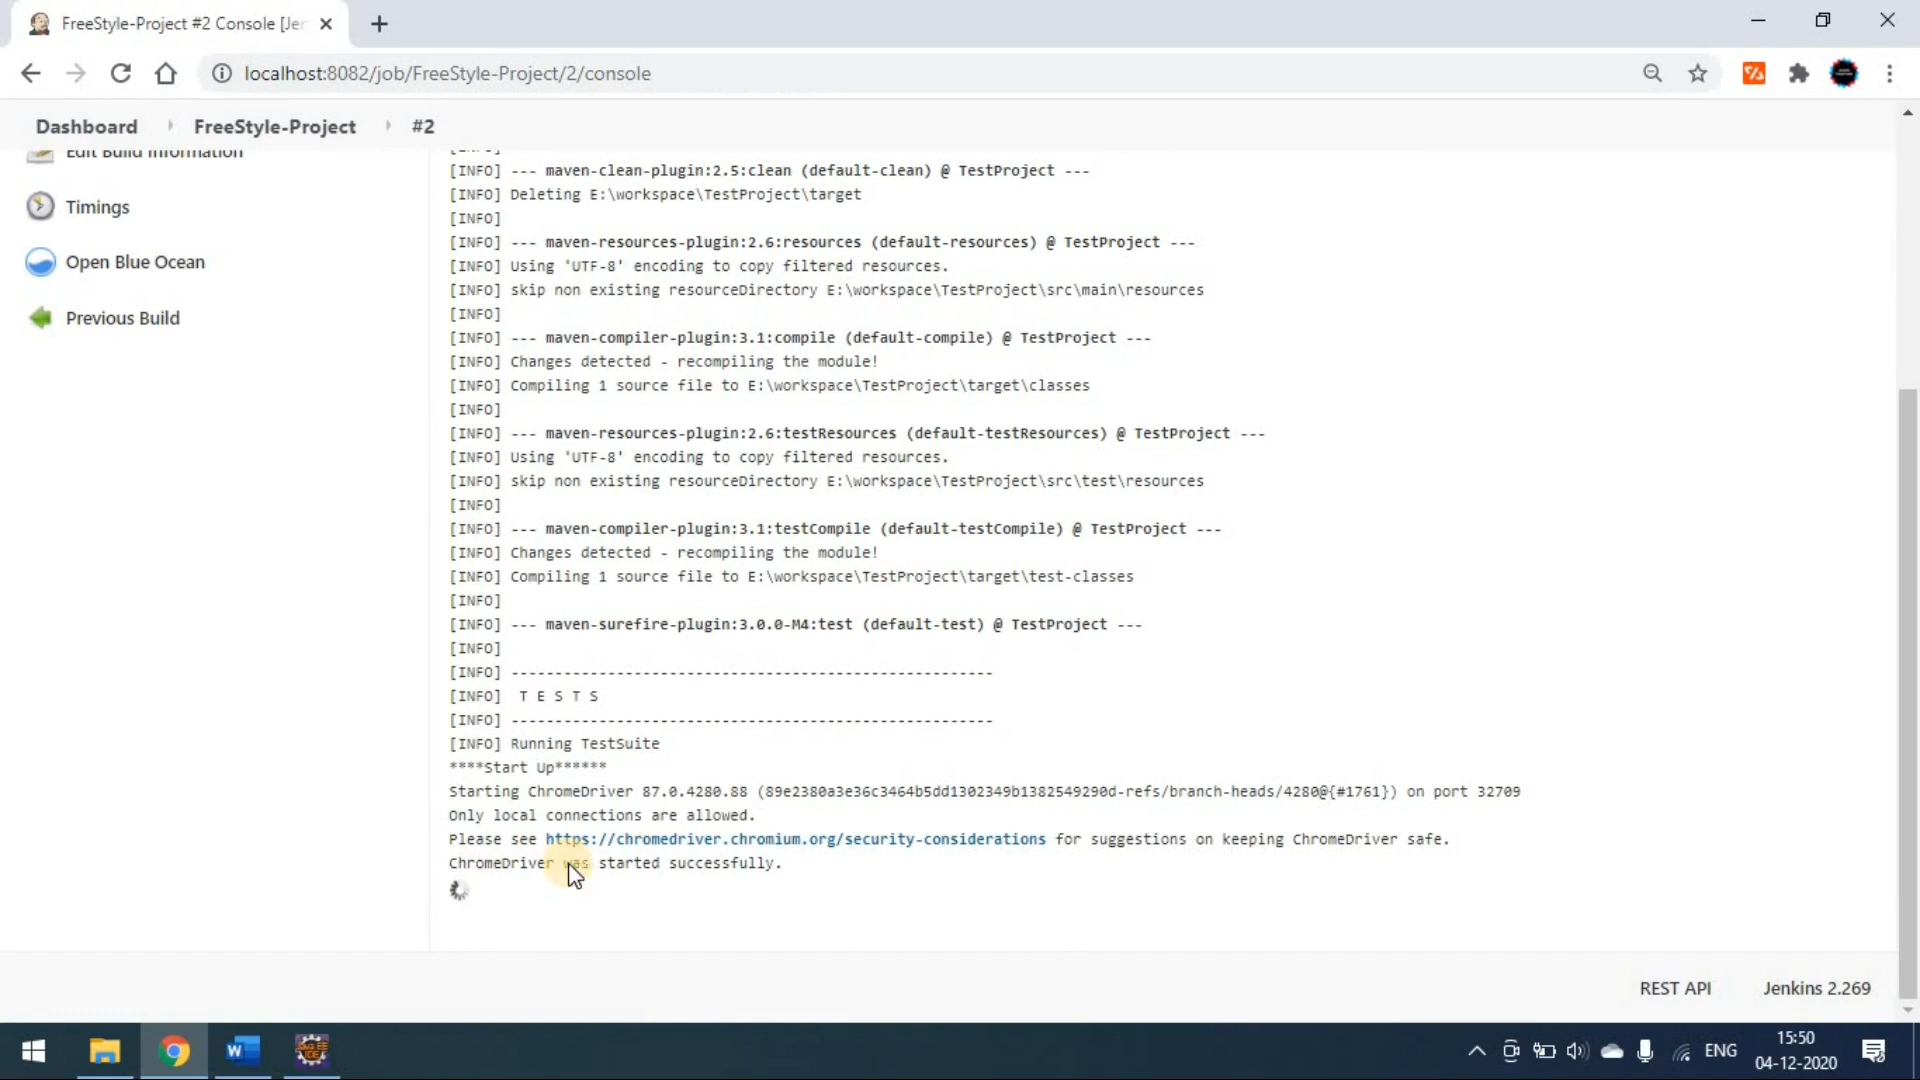 FreeStyle-Project #2 Console [Jen
localhost:8082/job/FreeStyle-Project/2/console
Dashboard FreeStyle-Project #2
Edit Build Information
Timings
Open Blue Ocean
Previous Build
[INFO]
[INFO] --- maven-clean-plugin:2.5:clean (default-clean) @ TestProject ---
[INFO] Deleting E:\workspace\TestProject\target
[INFO]
[INFO] --- maven-resources-plugin:2.6:resources (default-resources) @ TestProject ---
[INFO] Using 'UTF-8' encoding to copy filtered resources.
[INFO] skip non existing resourceDirectory E:\workspace\TestProject\src\main\resources
[INFO]
[INFO] --- maven-compiler-plugin:3.1:compile (default-compile) @ TestProject ---
[INFO] Changes detected - recompiling the module!
[INFO] Compiling 1 source file to E:\workspace\TestProject\target\classes
[INFO]
[INFO] --- maven-resources-plugin:2.6:testResources (default-testResources) @ TestProject ---
[INFO] Using 'UTF-8' encoding to copy filtered resources.
[INFO] skip non existing resourceDirectory E:\workspace\TestProject\src\test\resources
[INFO]
[INFO] --- maven-compiler-plugin:3.1:testCompile (default-testCompile) @ TestProject ---
[INFO] Changes detected - recompiling the module!
[INFO] Compiling 1 source file to E:\workspace\TestProject\target\test-classes
[INFO]
[INFO] --- maven-surefire-plugin:3.0.0-M4:test (default-test) @ TestProject ---
[INFO]
[INFO] -------------------------------------------------------
[INFO]  T E S T S
[INFO] -------------------------------------------------------
[INFO] Running TestSuite
****Start Up******
Starting ChromeDriver 87.0.4280.88 (89e2380a3e36c3464b5dd1302349b1382549290d-refs/branch-heads/4280@{#1761}) on port 32709
Only local connections are allowed.
Please see https://chromedriver.chromium.org/security-considerations for suggestions on keeping ChromeDriver safe.
ChromeDriver was started successfully.
REST API Jenkins 2.269
ENG
15:50
04-12-2020